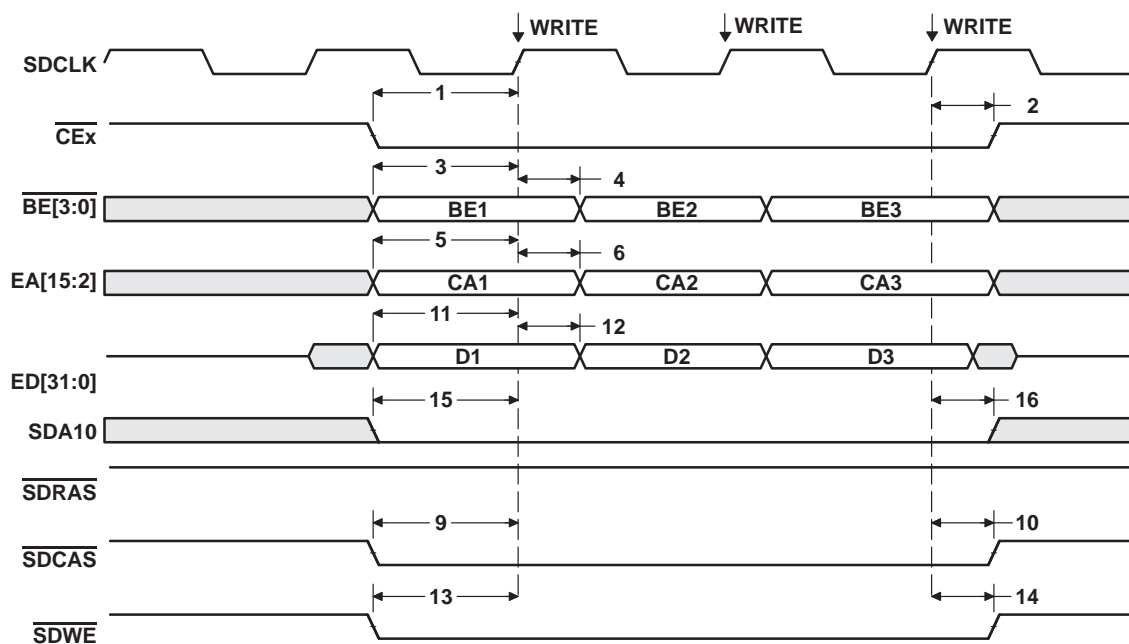 WRITE WRITE WRITE
SDCLK
1 2
CEx
3 4
BE[3:0] BE1 BE2 BE3
5 6
EA[15:2] CA1 CA2 CA3
11 12
D1 D2 D3
ED[31:0]
15 16
SDA10
SDRAS
9 10
SDCAS
13 14
SDWE